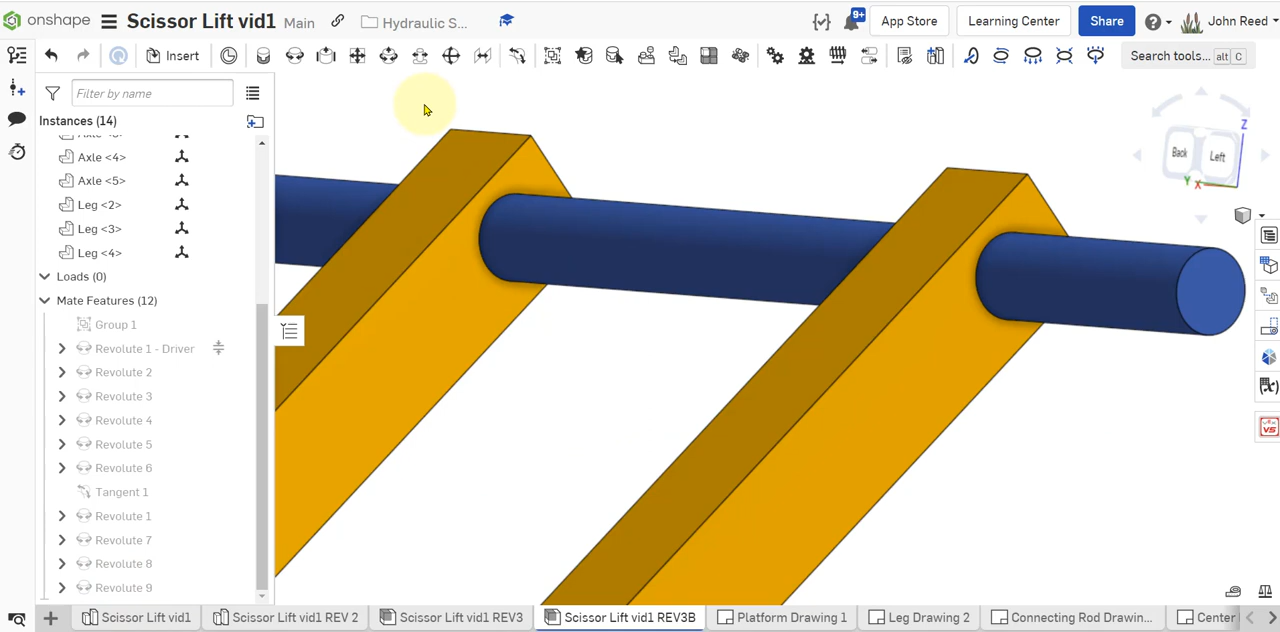 onshape Scissor Lift vid1 Main Hydraulic S... 9+ App Store Learning Center Share John Reed
Insert Search tools... alt C
Filter by name
Instances (14)
Axle <4>
Axle <5>
Leg <2>
Leg <3>
Leg <4>
Loads (0)
Mate Features (12)
Group 1
Revolute 1 - Driver
Revolute 2
Revolute 3
Revolute 4
Revolute 5
Revolute 6
Tangent 1
Revolute 1
Revolute 7
Revolute 8
Revolute 9
Z
Back Left
Y X
VEX
VS
Scissor Lift vid1 Scissor Lift vid1 REV 2 Scissor Lift vid1 REV3 Scissor Lift vid1 REV3B Platform Drawing 1 Leg Drawing 2 Connecting Rod Drawin... Center